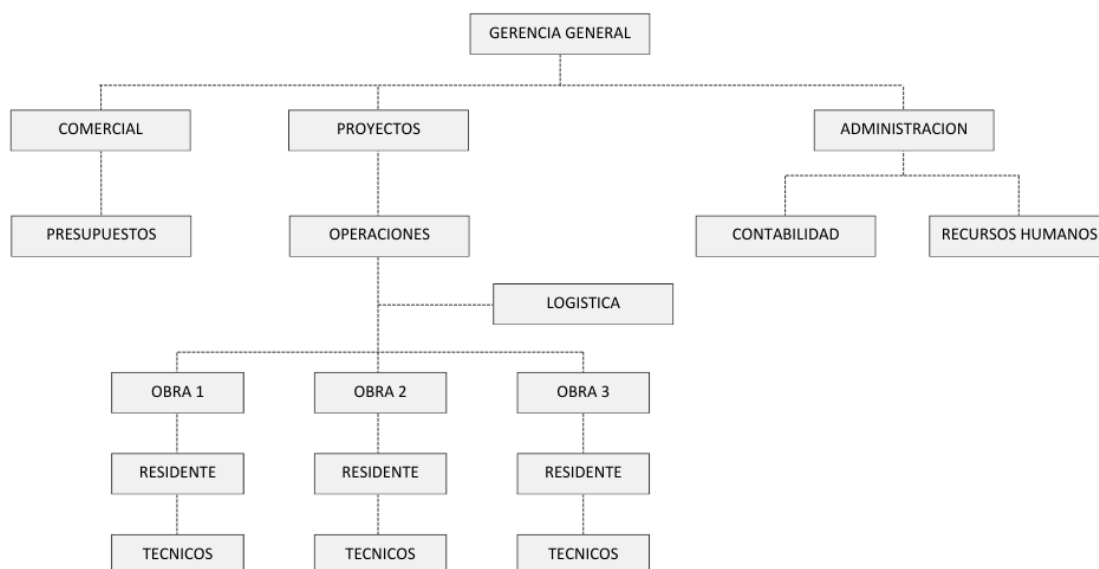 GERENCIA GENERAL
COMERCIAL
PROYECTOS
ADMINISTRACION
PRESUPUESTOS
OPERACIONES
CONTABILIDAD
RECURSOS HUMANOS
LOGISTICA
OBRA 1
OBRA 2
OBRA 3
RESIDENTE
RESIDENTE
RESIDENTE
TECNICOS
TECNICOS
TECNICOS